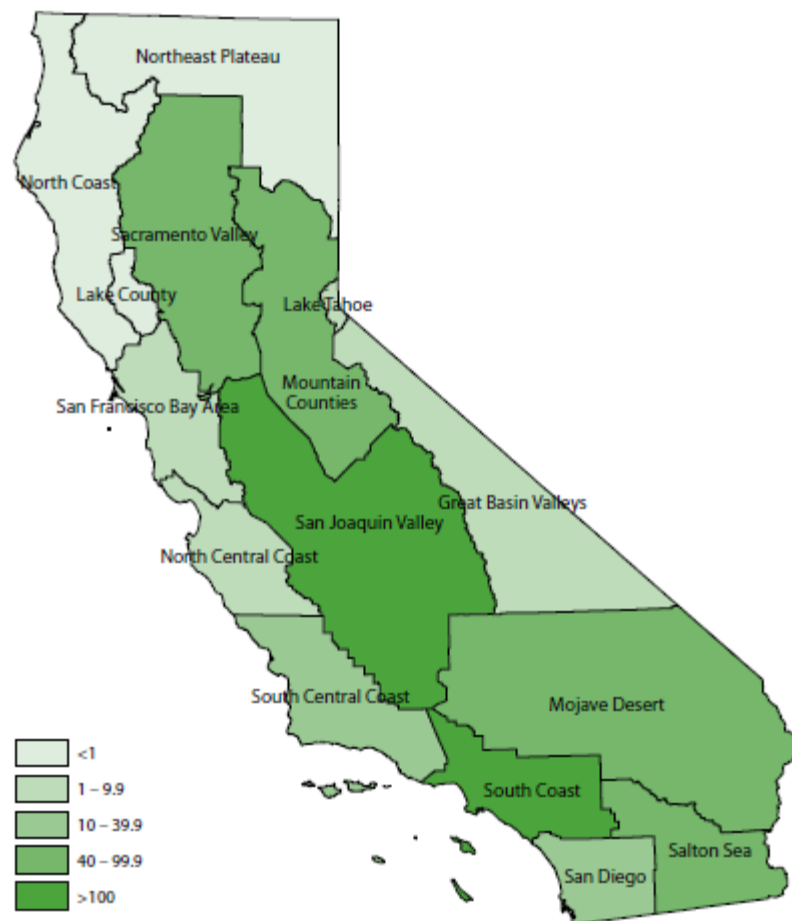 Northeast Plateau
North Coast
Sacramento Valley
Lake County
Lake Tahoe
Mountain
Counties
San Francisco Bay Area
Great Basin Valleys
San Joaquin Valley
North Central Coast
South Central Coast
Mojave Desert
South Coast
Salton Sea
San Diego
<1
1 – 9.9
10 – 39.9
40 – 99.9
>100